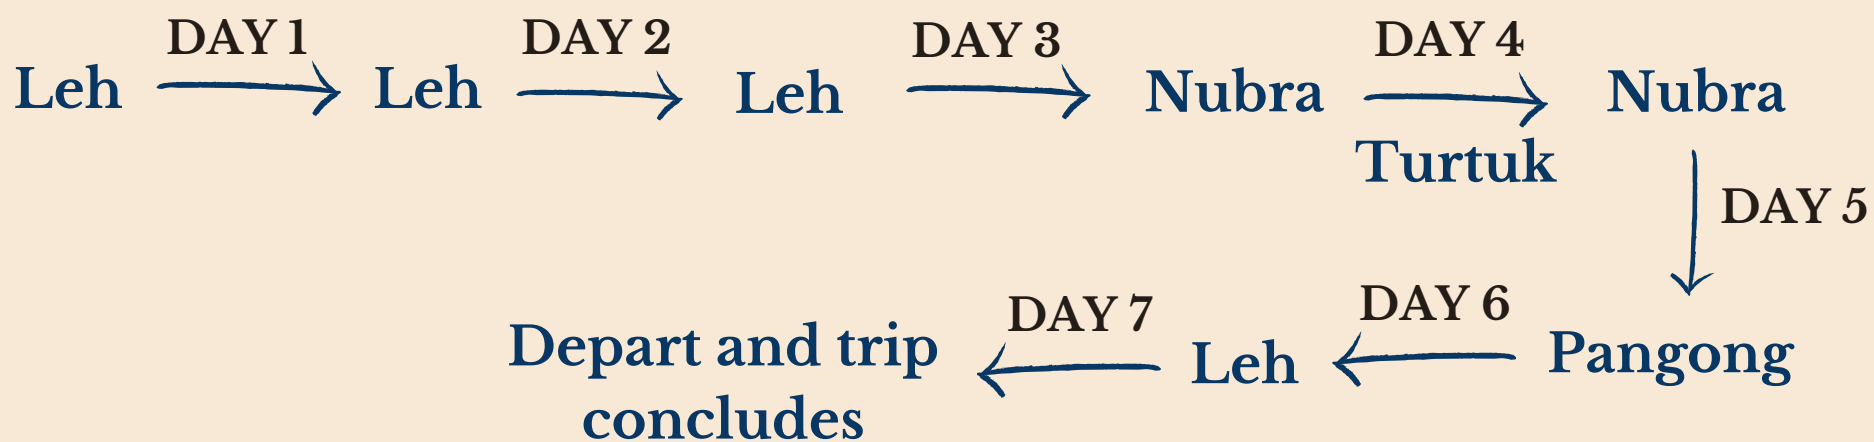 DAY 1
DAY 2
DAY 3
DAY 4
Leh
Leh
Leh
Nubra
Nubra
Turtuk
DAY 5
Pangong
DAY 6
Leh
DAY 7
Depart and trip
concludes